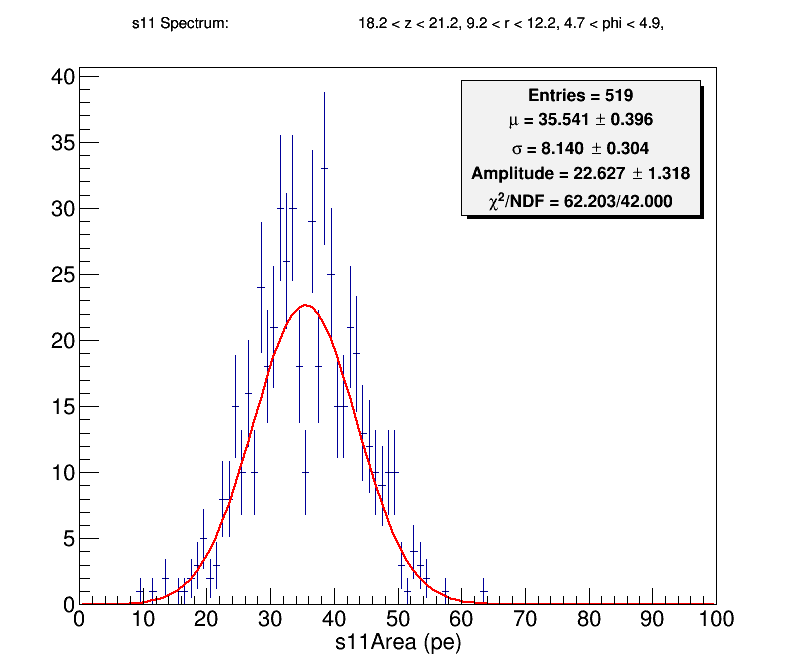 s11 Spectrum: 18.2 < z < 21.2, 9.2 < r < 12.2, 4.7 < phi < 4.9,
Entries = 519
μ = 35.541 ± 0.396
σ = 8.140 ± 0.304
Amplitude = 22.627 ± 1.318
χ²/NDF = 62.203/42.000
40
35
30
25
20
15
10
5
0
0 10 20 30 40 50 60 70 80 90 100
s11Area (pe)